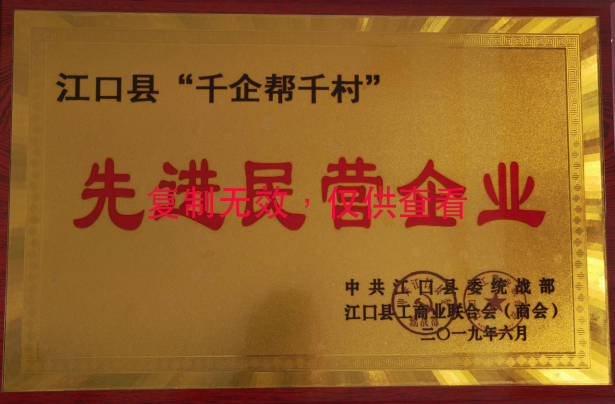 江口县“千企帮千村”
先进民营企业
复制无效，仅供查看
中共江口县委统战部
江口县工商业联合会（商会）
二〇一九年六月